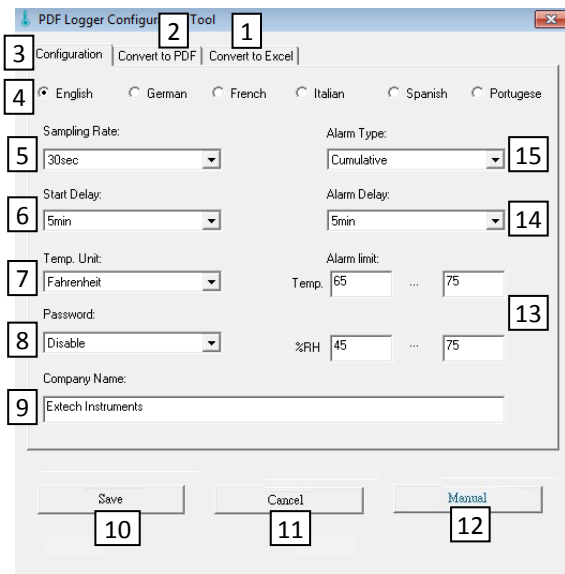 PDF Logger Configur Tool
2 1
3 Configuration Convert to PDF Convert to Excel
4 English German French Italian Spanish Portugese
Sampling Rate: Alarm Type:
5 30sec Cumulative 15
Start Delay: Alarm Delay:
6 5min 5min 14
Temp. Unit: Alarm limit:
7 Fahrenheit Temp. 65 ... 75
Password: 13
8 Disable %RH 45 ... 75
Company Name:
9 Extech Instruments
Save Cancel Manual
10 11 12